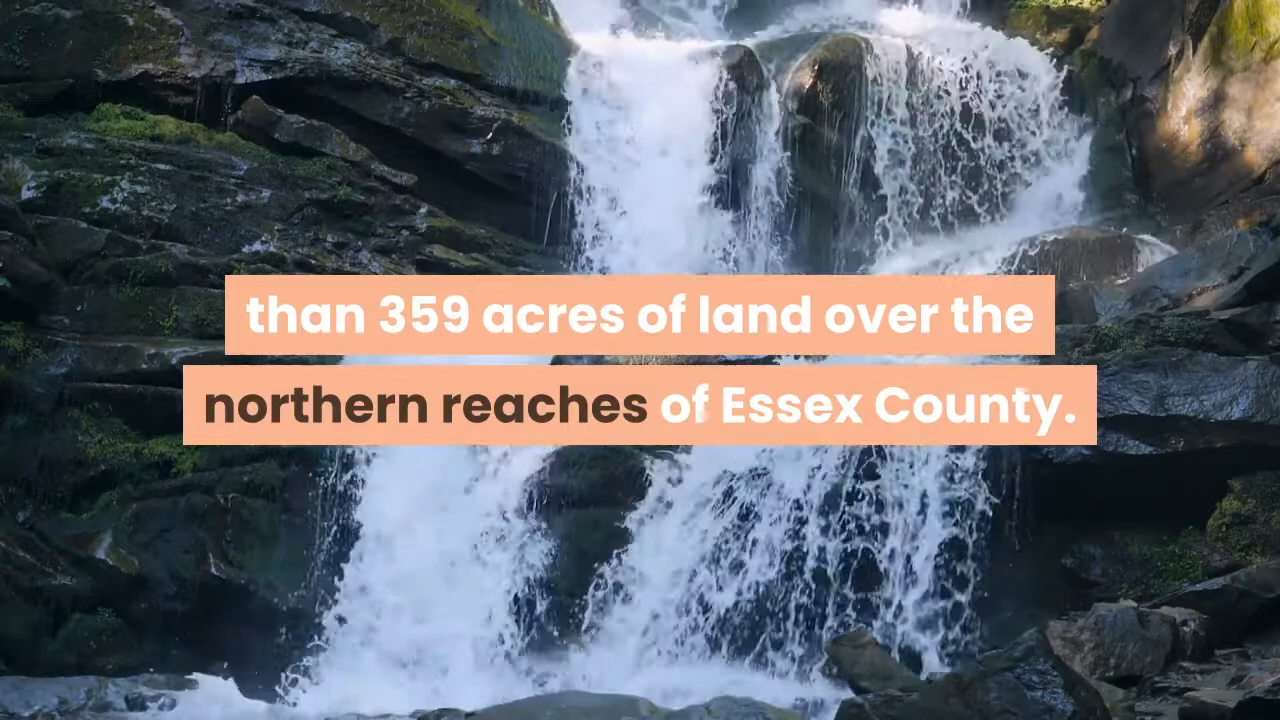 than 359 acres of land over the
northern reaches of Essex County.